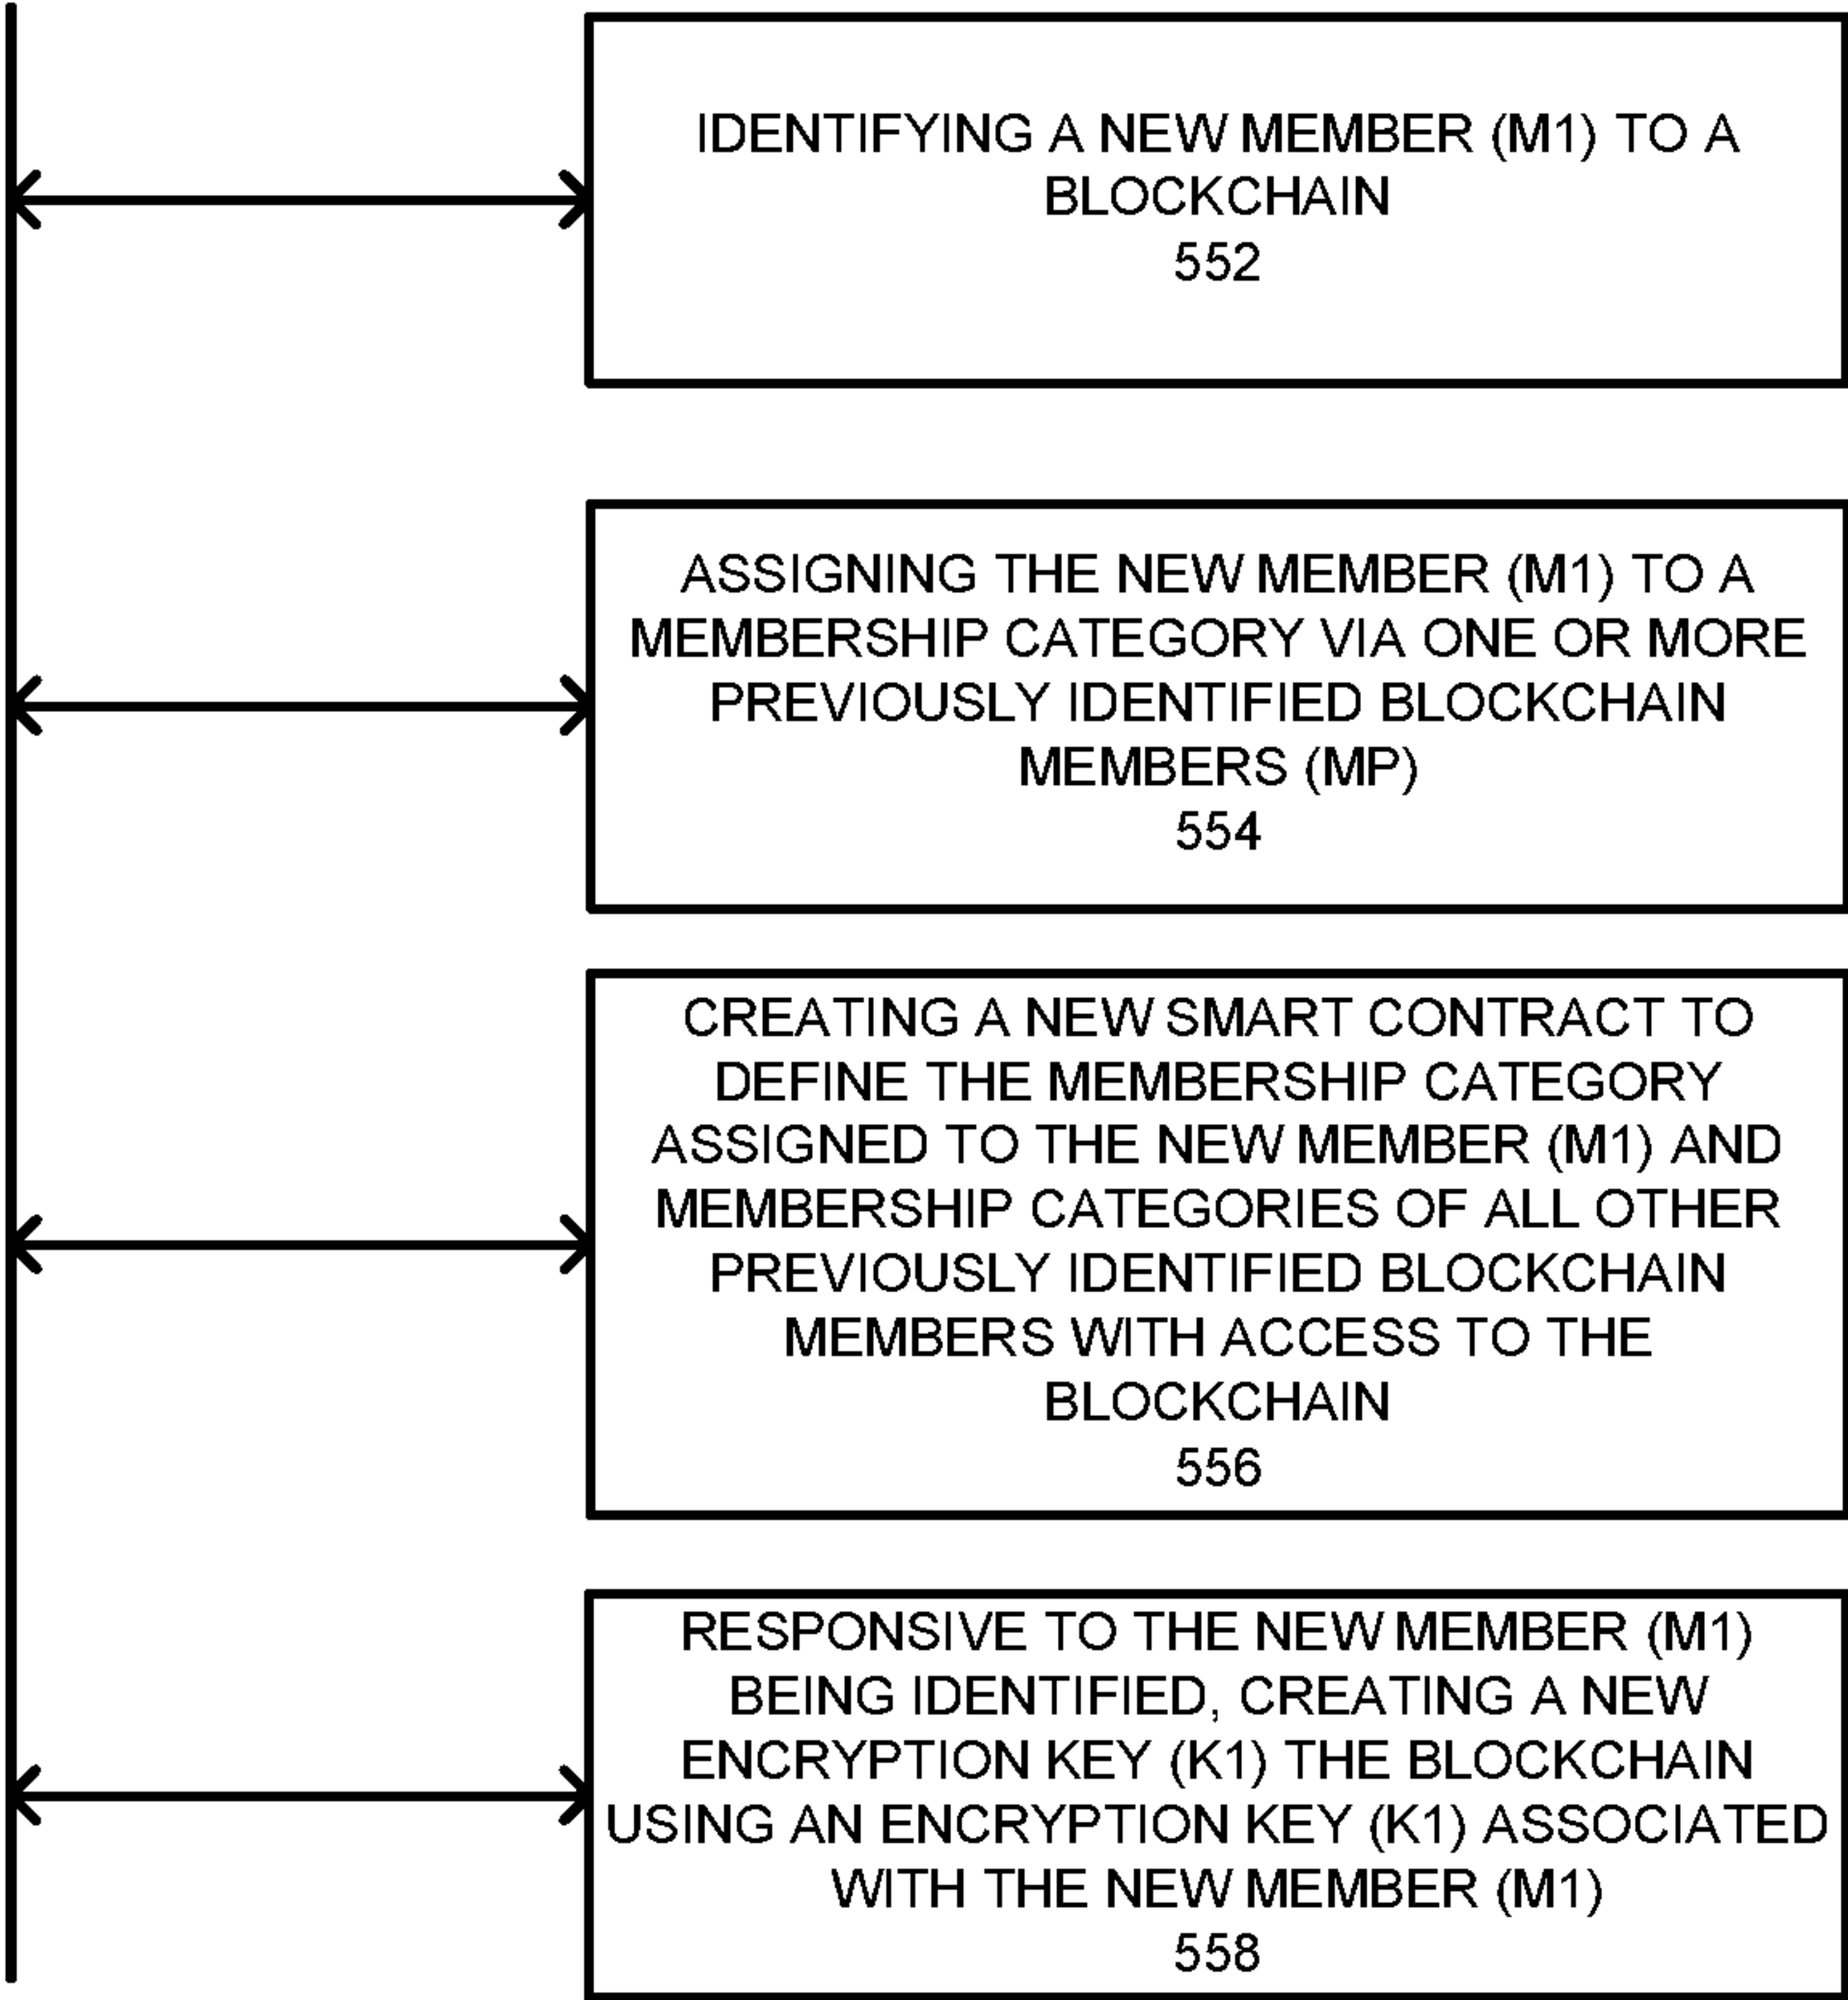 IDENTIFYING A NEW MEMBER (M1) TO A
BLOCKCHAIN
552
ASSIGNING THE NEW MEMBER (M1) TO A
MEMBERSHIP CATEGORY VIA ONE OR MORE
PREVIOUSLY IDENTIFIED BLOCKCHAIN
MEMBERS (MP)
554
CREATING A NEW SMART CONTRACT TO
DEFINE THE MEMBERSHIP CATEGORY
ASSIGNED TO THE NEW MEMBER (M1) AND
MEMBERSHIP CATEGORIES OF ALL OTHER
PREVIOUSLY IDENTIFIED BLOCKCHAIN
MEMBERS WITH ACCESS TO THE
BLOCKCHAIN
556
RESPONSIVE TO THE NEW MEMBER (M1)
BEING IDENTIFIED, CREATING A NEW
ENCRYPTION KEY (K1) THE BLOCKCHAIN
USING AN ENCRYPTION KEY (K1) ASSOCIATED
WITH THE NEW MEMBER (M1)
558